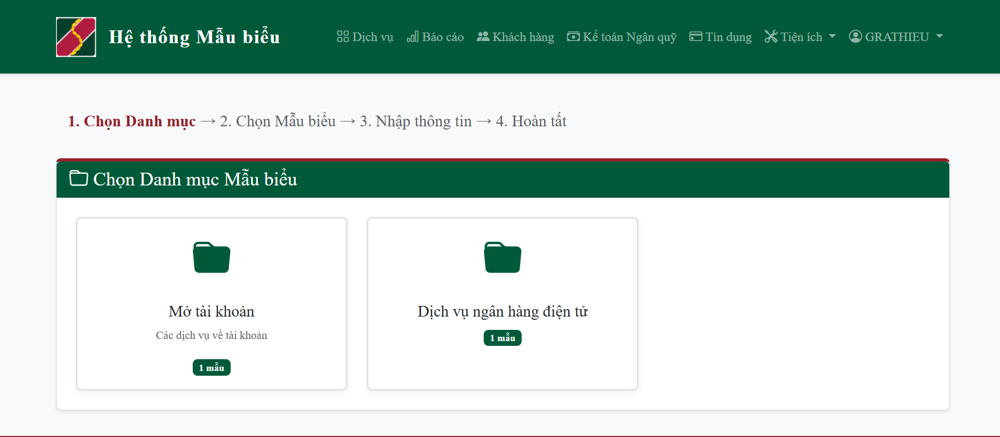 Hệ thống Mẫu biểu
Dịch vụ Báo cáo Khách hàng Kế toán Ngân quỹ Tín dụng Tiện ích GRATHIEU
1. Chọn Danh mục → 2. Chọn Mẫu biểu → 3. Nhập thông tin → 4. Hoàn tất
Chọn Danh mục Mẫu biểu
Mở tài khoản
Các dịch vụ về tài khoản
1 mẫu
Dịch vụ ngân hàng điện tử
1 mẫu